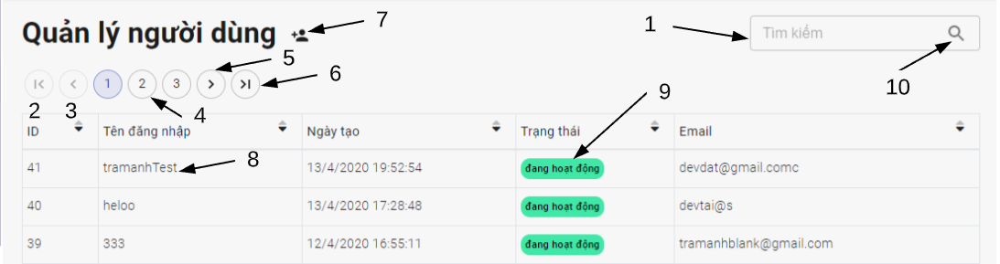 Quản lý người dùng 7
1 Tìm kiếm
5
6
1 2 3
10
9
2 3 4
ID Tên đăng nhập Ngày tạo Trạng thái Email
41 tramanhTest 8 13/4/2020 19:52:54 đang hoạt động devdat@gmail.comc
40 heloo 13/4/2020 17:28:48 đang hoạt động devtai@s
39 333 12/4/2020 16:55:11 đang hoạt động tramanhblank@gmail.com